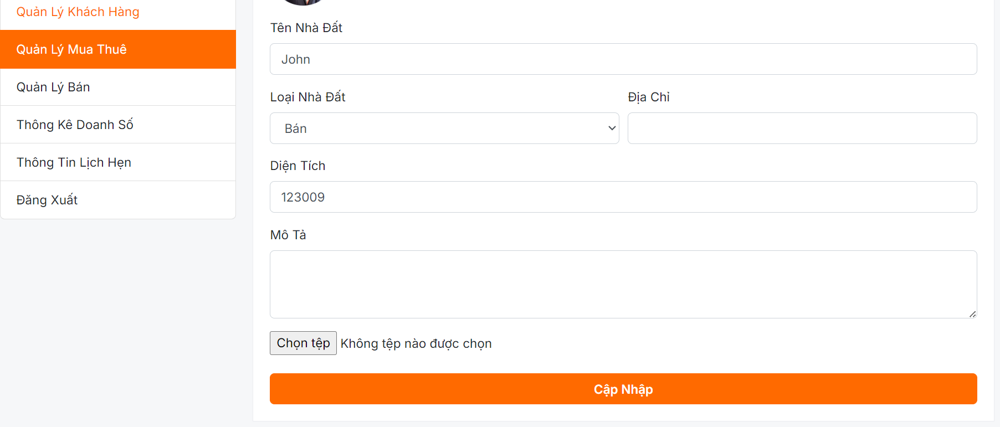 Quản Lý Khách Hàng
Quản Lý Mua Thuê
Quản Lý Bán
Thông Kê Doanh Số
Thông Tin Lịch Hẹn
Đăng Xuất
Tên Nhà Đất
John
Loại Nhà Đất
Địa Chỉ
Bán
Diện Tích
123009
Mô Tả
Chọn tệp Không tệp nào được chọn
Cập Nhập